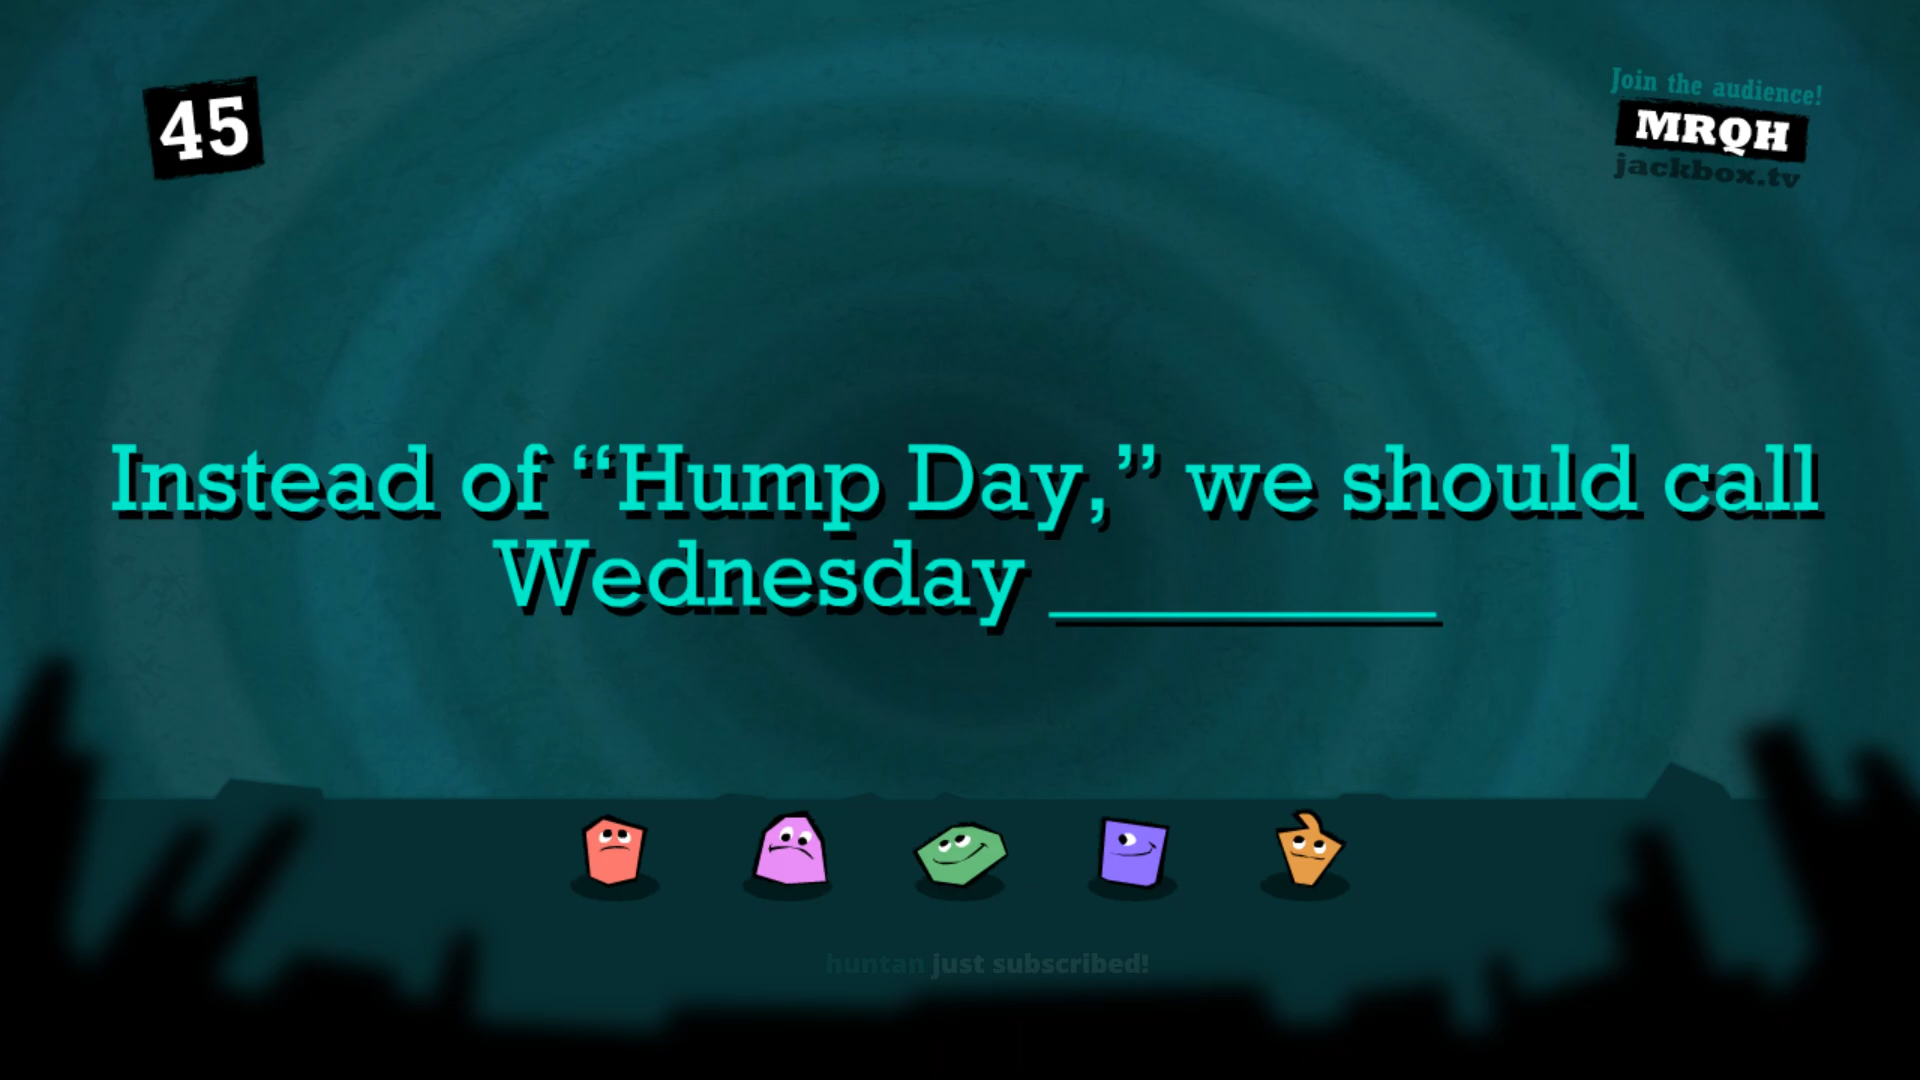 45
Join the audience!
MRQH
jackbox.tv
Instead of “Hump Day,” we should call
Wednesday ________
huntan just subscribed!